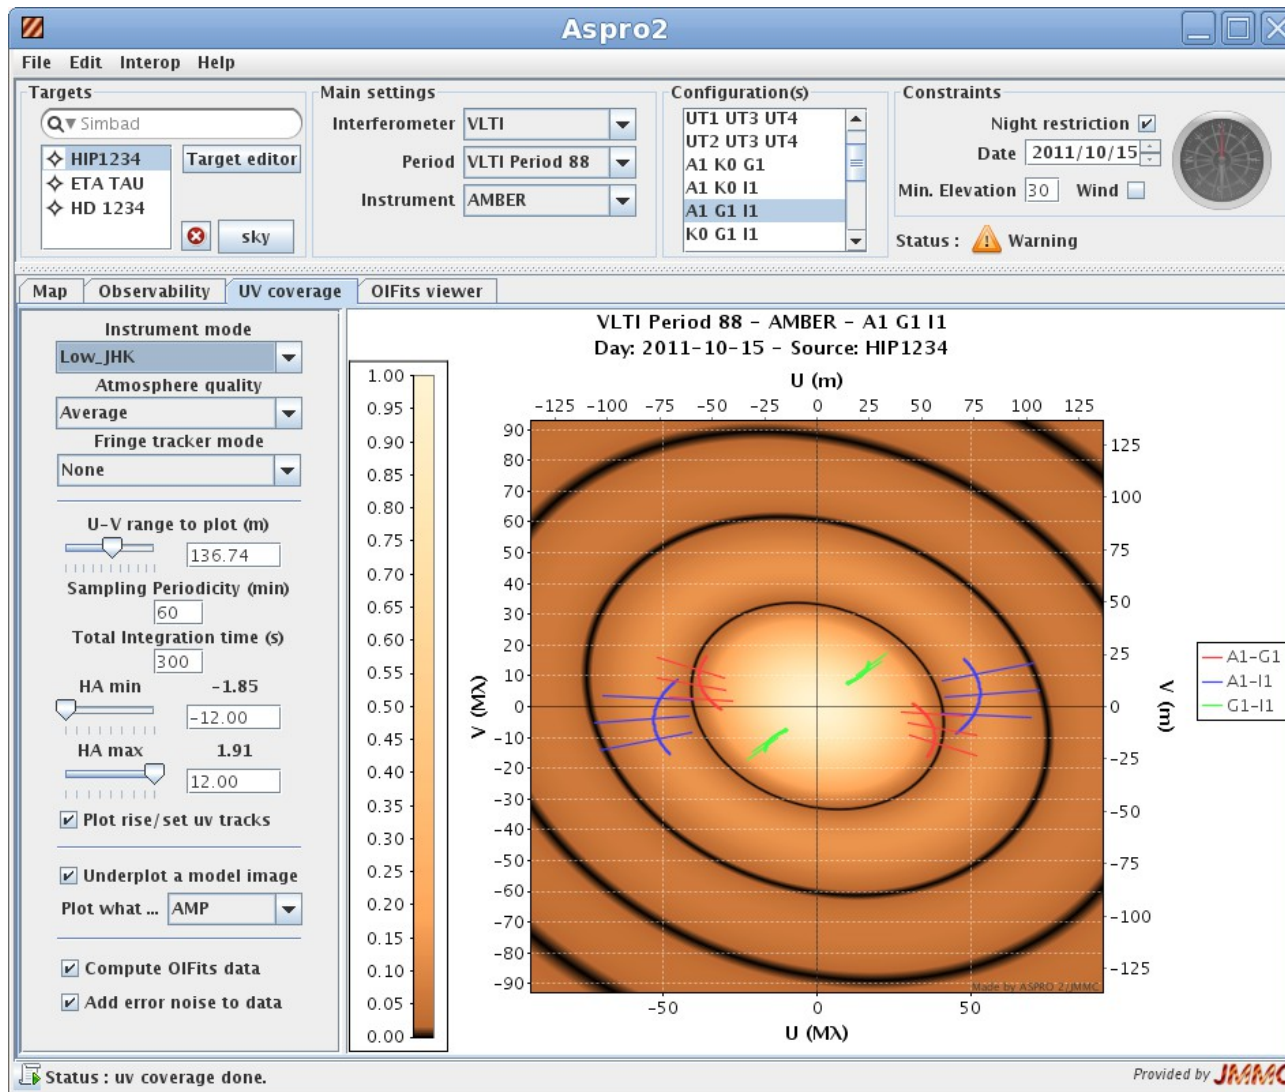 Aspro2
File Edit Interop Help
Targets
Simbad
HIP1234
ETA TAU
HD 1234
Target editor
sky
Main settings
Interferometer VLTI
Period VLTI Period 88
Instrument AMBER
Configuration(s)
UT1 UT3 UT4
UT2 UT3 UT4
A1 K0 G1
A1 K0 I1
A1 G1 I1
K0 G1 I1
Constraints
Night restriction
Date 2011/10/15
Min. Elevation 30 Wind
Status : Warning
Map Observability UV coverage OIFits viewer
Instrument mode
Low_JHK
Atmosphere quality
Average
Fringe tracker mode
None
U-V range to plot (m)
136.74
Sampling Periodicity (min)
60
Total Integration time (s)
300
HA min -1.85
-12.00
HA max 1.91
12.00
Plot rise/set uv tracks
Underplot a model image
Plot what ... AMP
Compute OIFits data
Add error noise to data
VLTI Period 88 - AMBER - A1 G1 I1
Day: 2011-10-15 - Source: HIP1234
1.00
0.95
0.90
0.85
0.80
0.75
0.70
0.65
0.60
0.55
0.50
0.45
0.40
0.35
0.30
0.25
0.20
0.15
0.10
0.05
0.00
U (m)
-125 -100 -75 -50 -25 0 25 50 75 100 125
V (Mλ)
90
80
70
60
50
40
30
20
10
0
-10
-20
-30
-40
-50
-60
-70
-80
-90
125
100
75
50
25
0
-25
-50
-75
-100
-125
V (m)
Made by ASPRO 2/JMMC
-50 0 50
U (Mλ)
A1-G1
A1-I1
G1-I1
Status : uv coverage done.
Provided by JMMC